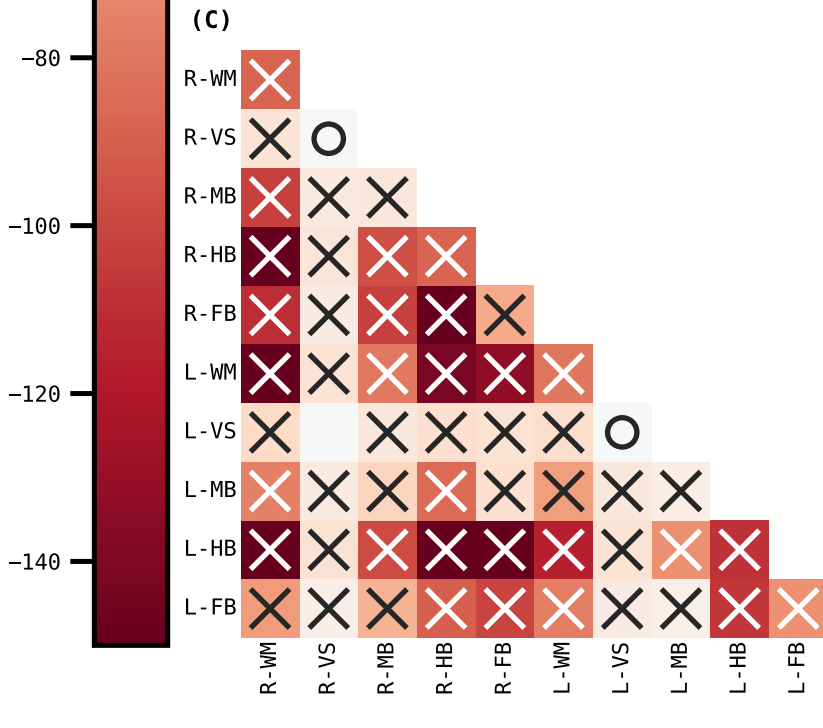 (C)
−80
−100
−120
−140
R-WM
R-VS
R-MB
R-HB
R-FB
L-WM
L-VS
L-MB
L-HB
L-FB
R-WM
R-VS
R-MB
R-HB
R-FB
L-WM
L-VS
L-MB
L-HB
L-FB